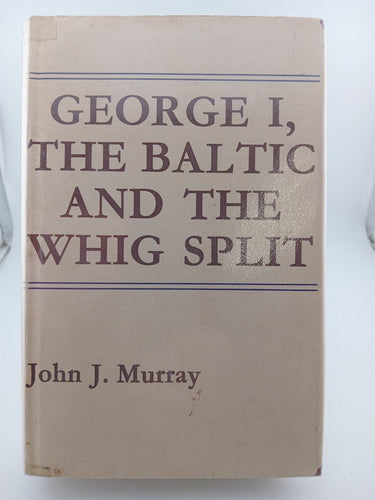 GEORGE I,
THE BALTIC
AND THE
WHIG SPLIT
John J. Murray